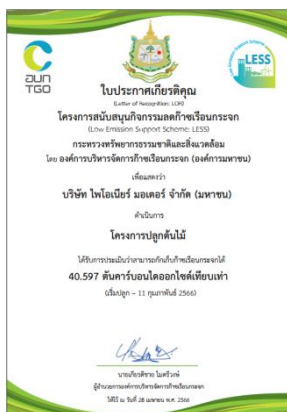 อบก
TGO
LESS
ใบประกาศเกียรติคุณ
(Letter of Recognition: LOR)
โครงการสนับสนุนกิจกรรมลดก๊าซเรือนกระจก
(Low Emission Support Scheme: LESS)
กระทรวงทรัพยากรธรรมชาติและสิ่งแวดล้อม
โดย องค์การบริหารจัดการก๊าซเรือนกระจก (องค์การมหาชน)
เพื่อแสดงว่า
บริษัท ไพโอเนียร์ มอเตอร์ จำกัด (มหาชน)
ดำเนินการ
โครงการปลูกต้นไม้
ได้รับการประเมินว่าสามารถกักเก็บก๊าซเรือนกระจกได้
40.597 ตันคาร์บอนไดออกไซด์เทียบเท่า
(เริ่มปลูก – 11 กุมภาพันธ์ 2566)
นายเกียรติชาย ไมตรีวงษ์
ผู้อำนวยการองค์การบริหารจัดการก๊าซเรือนกระจก
ให้ไว้ ณ วันที่ 28 เมษายน พ.ศ. 2566